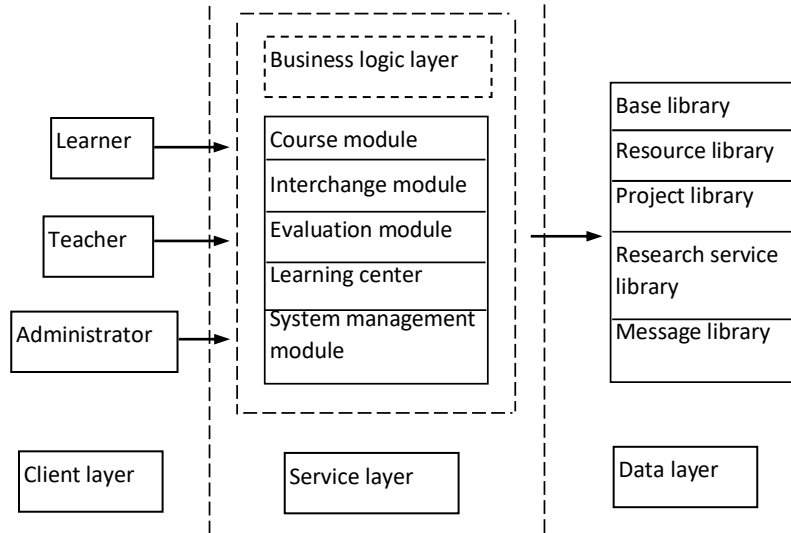 Learner
Teacher
Administrator
Client layer
Business logic layer
Course module
Interchange module
Evaluation module
Learning center
System management
module
Service layer
Base library
Resource library
Project library
Research service
library
Message library
Data layer